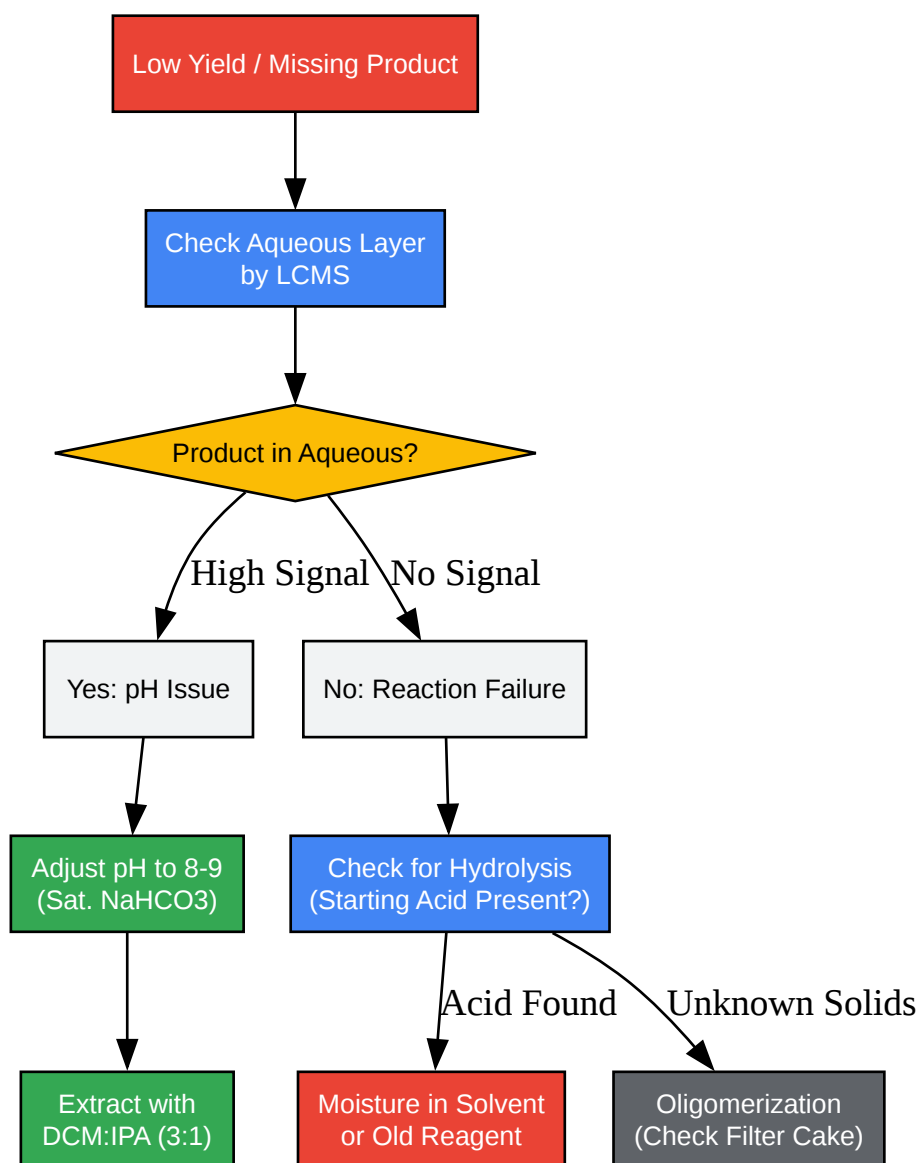 Low Yield / Missing Product
Check Aqueous Layer
by LCMS
Product in Aqueous?
High Signal
No Signal
Yes: pH Issue
No: Reaction Failure
Adjust pH to 8-9
(Sat. NaHCO3)
Check for Hydrolysis
(Starting Acid Present?)
Acid Found
Unknown Solids
Extract with
DCM:IPA (3:1)
Moisture in Solvent
or Old Reagent
Oligomerization
(Check Filter Cake)